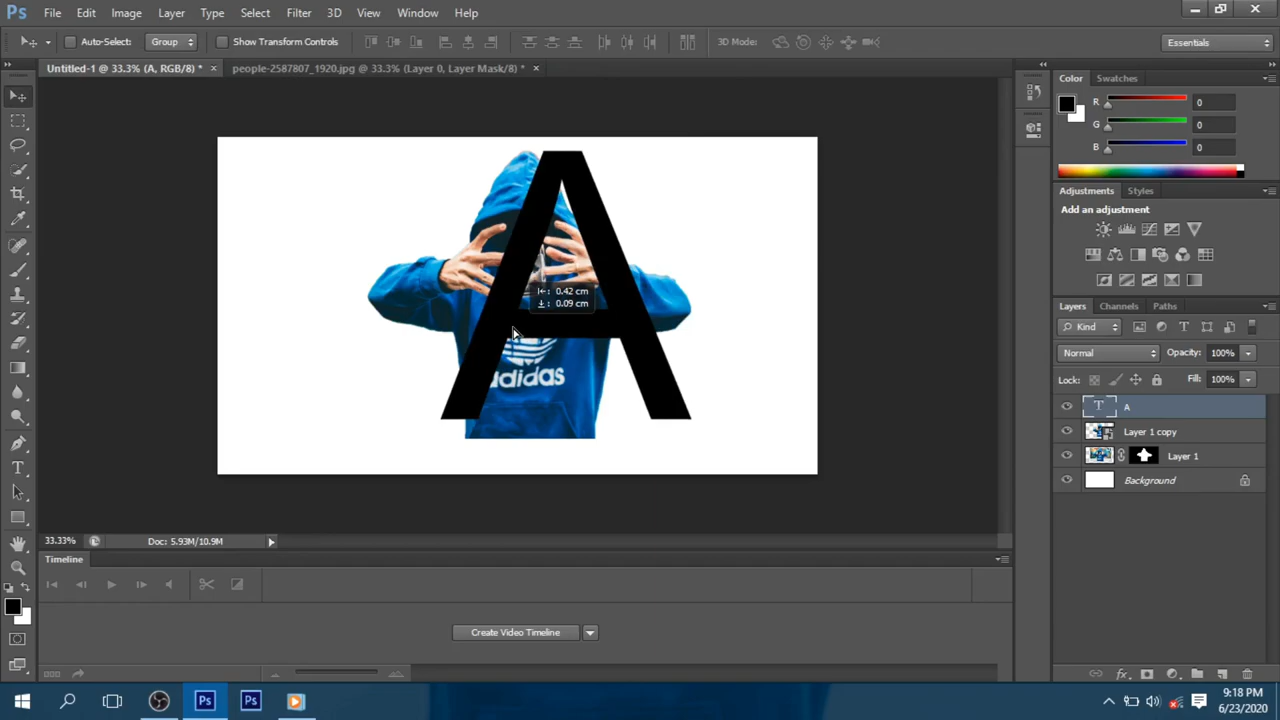 Ps File Edit Image Layer Type Select Filter 3D View Window Help
Auto-Select: Group Show Transform Controls 3D Mode: Essentials
Untitled-1 @ 33.3% (A, RGB/8) * × people-2587807_1920.jpg @ 33.3% (Layer 0, Layer Mask/8) * ×
Color Swatches
R 0
G 0
B 0
Adjustments Styles
Add an adjustment
Layers Channels Paths
Kind
Normal Opacity: 100%
Lock: Fill: 100%
T A
Layer 1 copy
Layer 1
Background
A
0.42 cm
0.09 cm
adidas
33.33% Doc: 5.93M/10.9M
Timeline
Create Video Timeline
Ps Ps
9:18 PM
6/23/2020